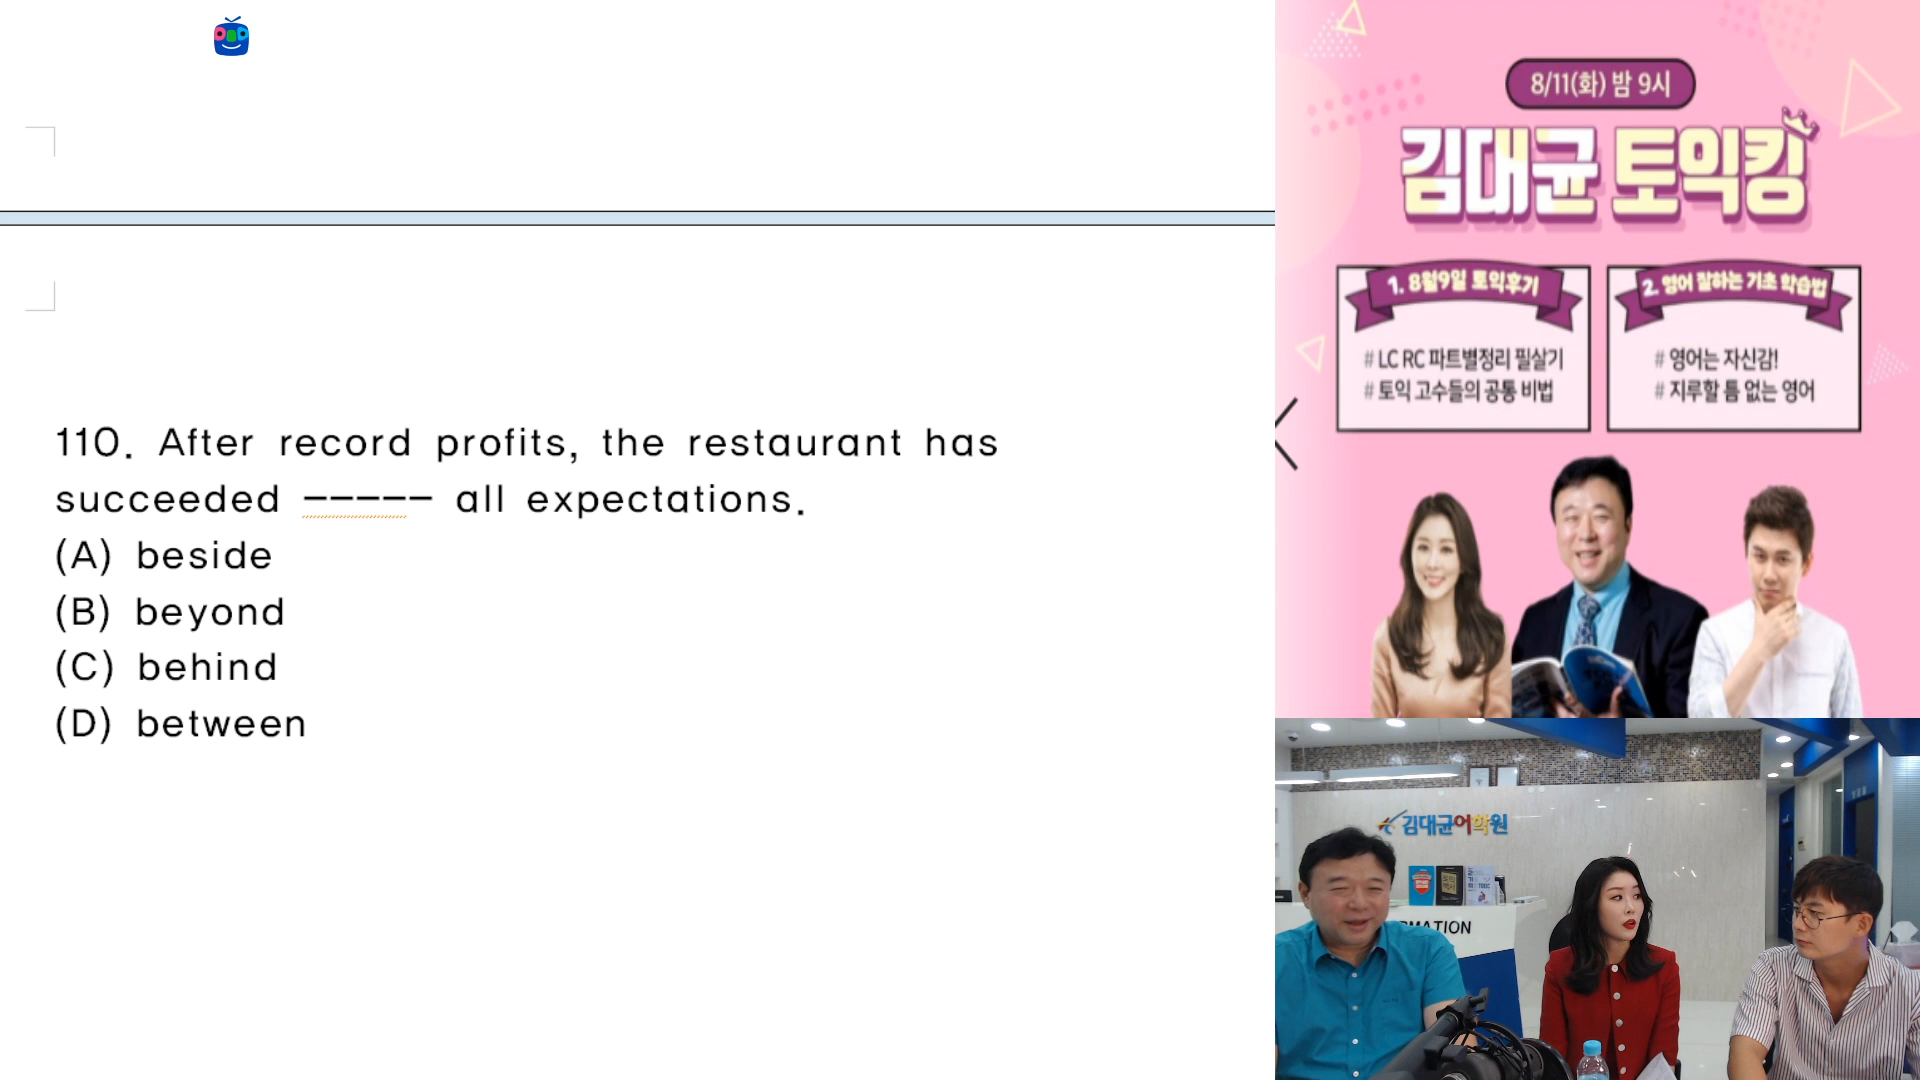 110. After record profits, the restaurant has
succeeded ----- all expectations.
(A) beside
(B) beyond
(C) behind
(D) between
8/11(화) 밤 9시
김대균 토익킹
1. 8월9일 토익후기
# LC RC 파트별정리 필살기
# 토익 고수들의 공통 비법
2. 영어 잘하는 기초 학습법
# 영어는 자신감!
# 지루할 틈 없는 영어
김대균어학원
MATION